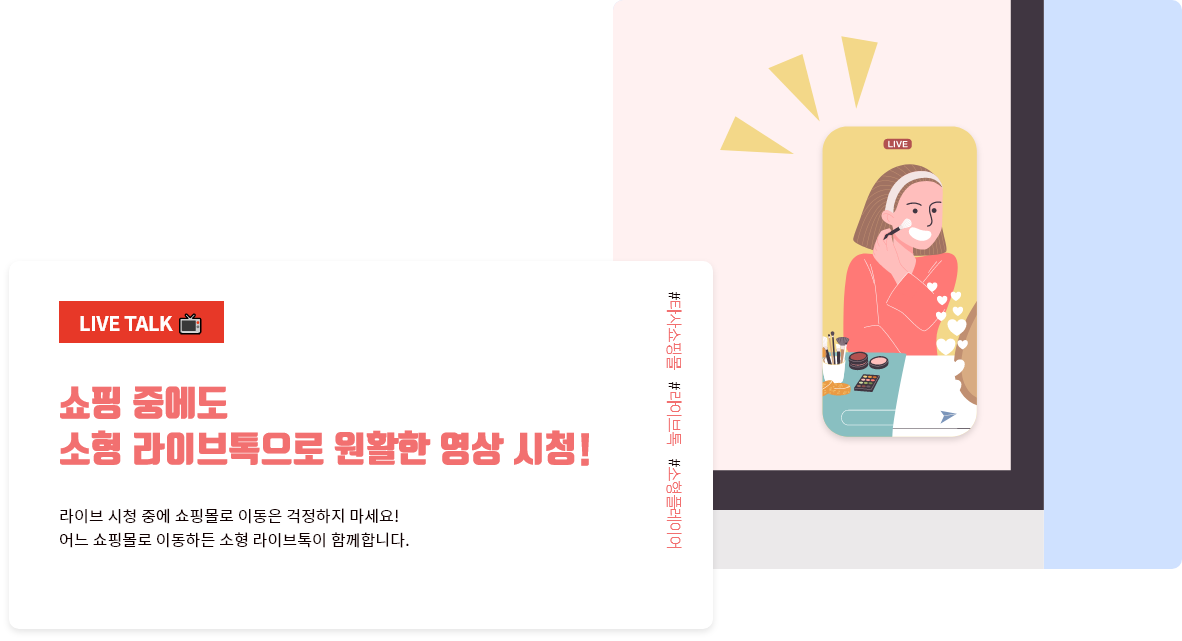 LIVE
LIVE TALK
쇼핑 중에도
소형 라이브톡으로 원활한 영상 시청!
라이브 시청 중에 쇼핑몰로 이동은 걱정하지 마세요!
어느 쇼핑몰로 이동하든 소형 라이브톡이 함께합니다.
#타사쇼핑몰 #라이브톡 #소형플레이어